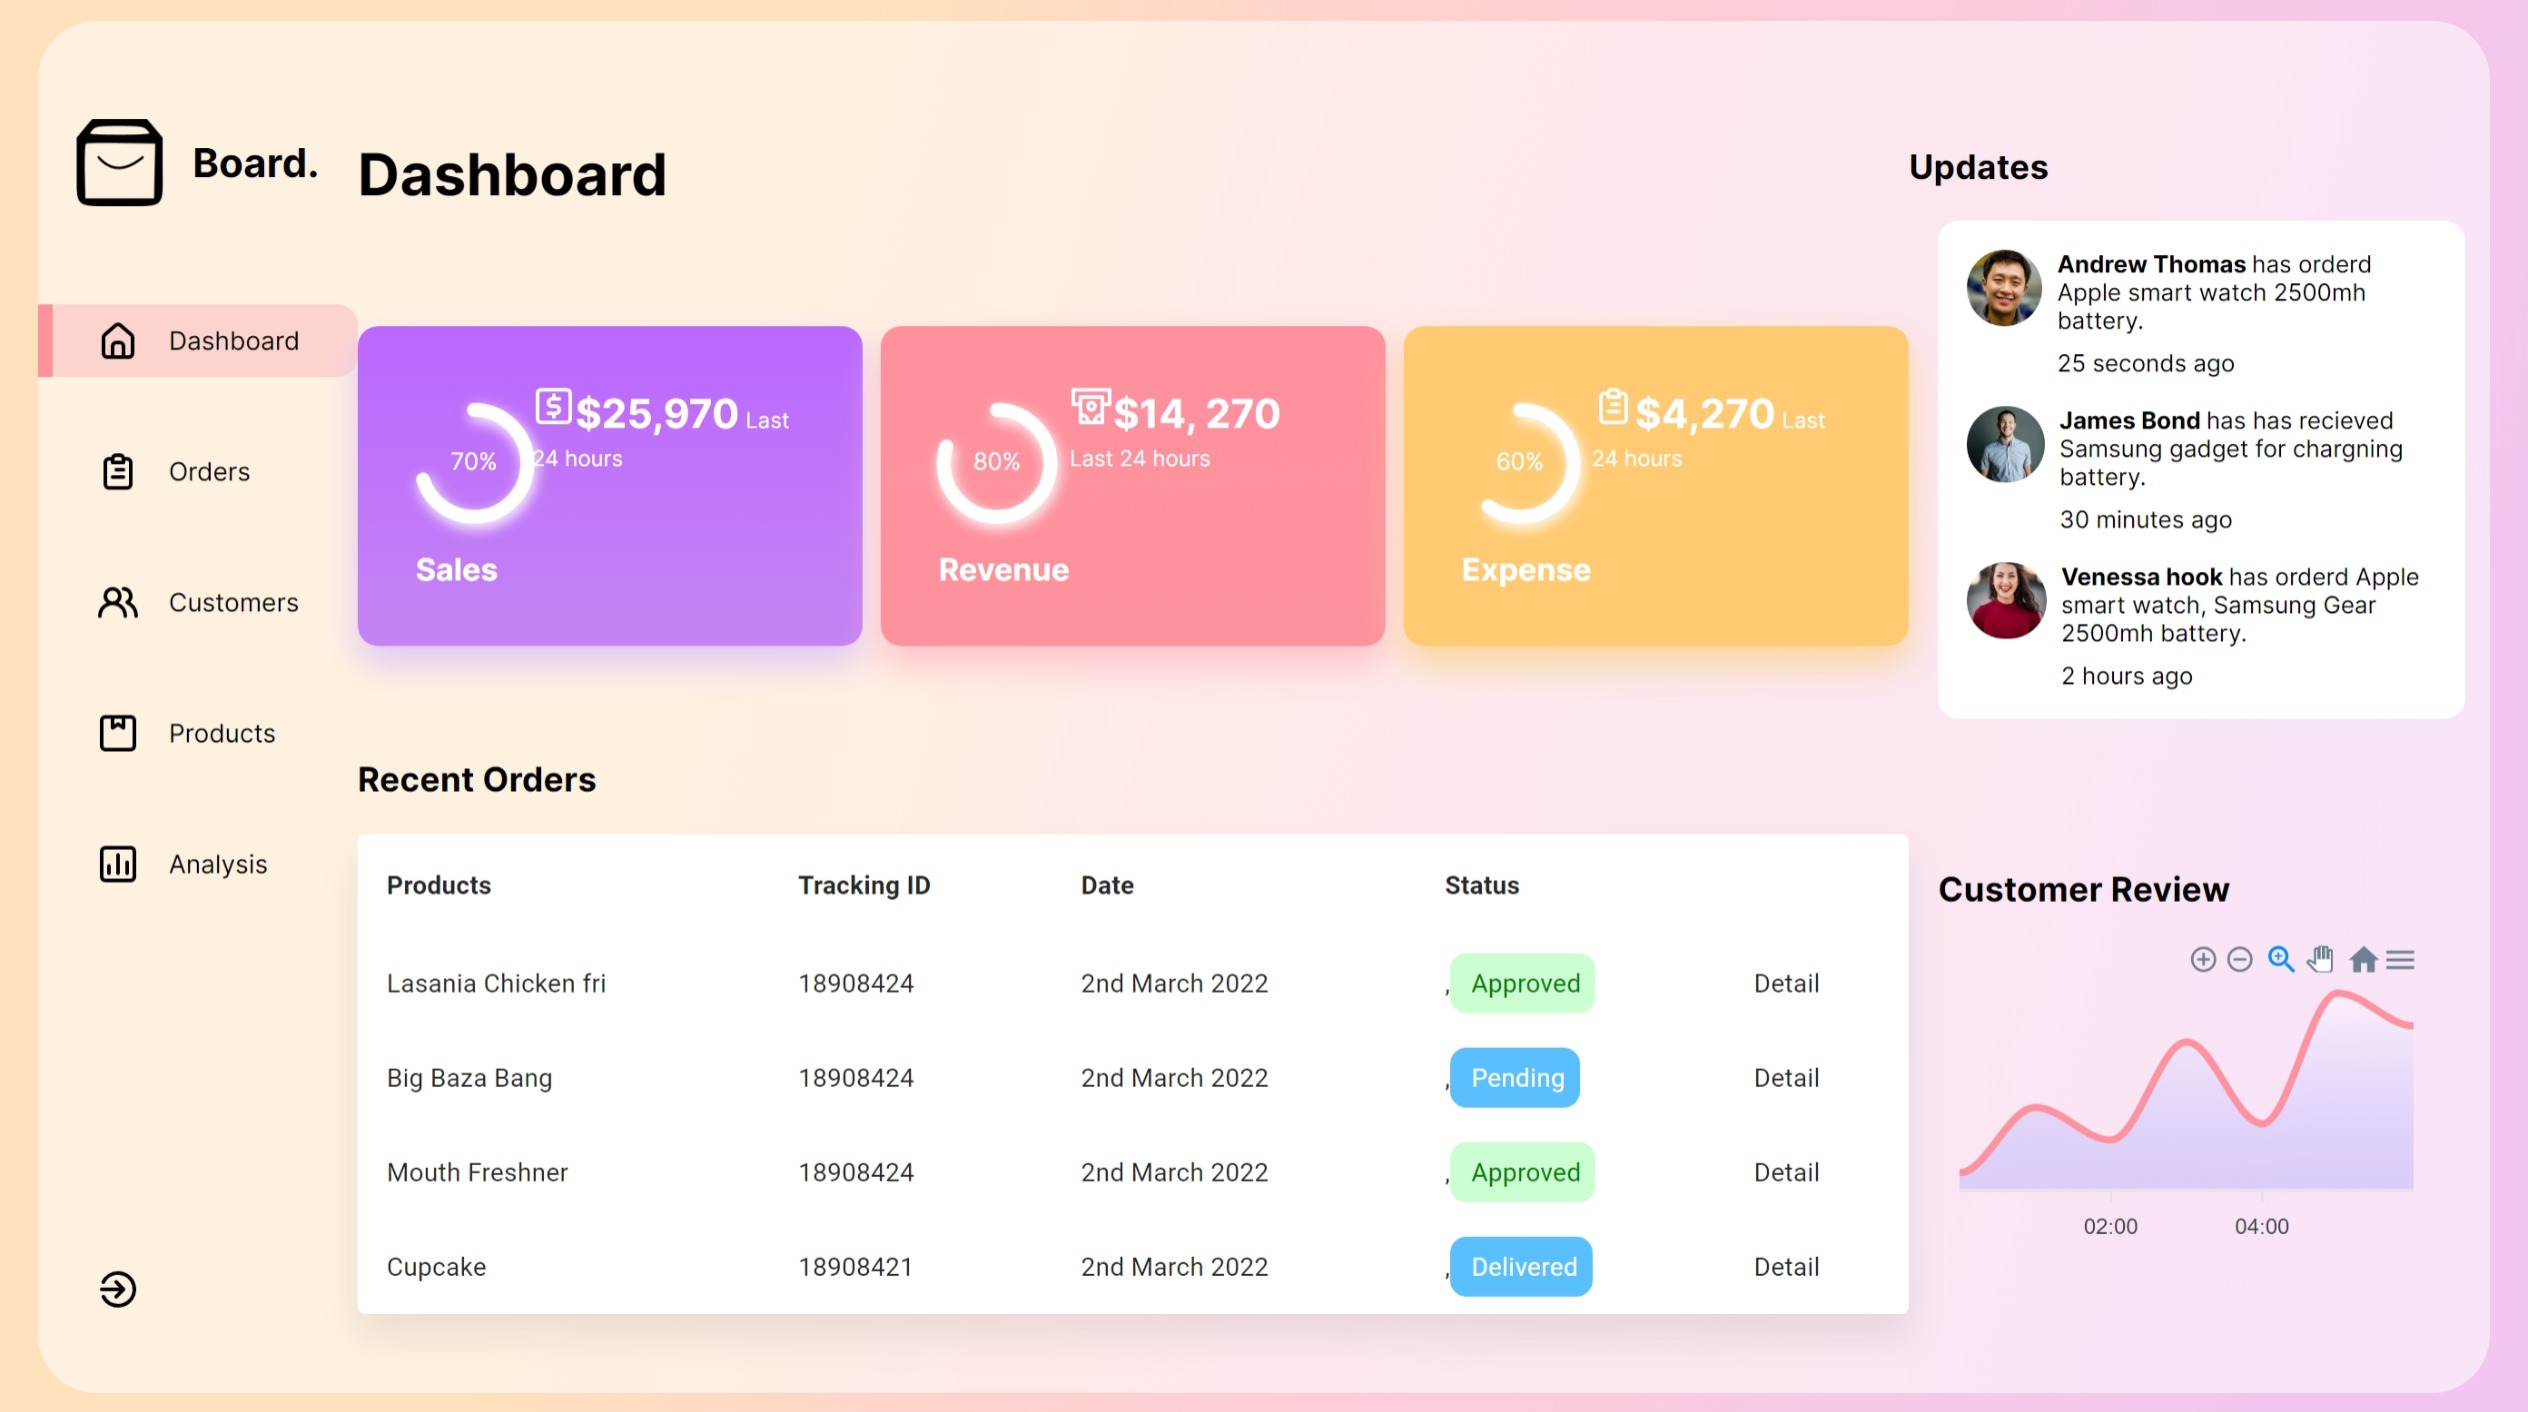 Board.
Dashboard
Orders
Customers
Products
Analysis
Dashboard
70%
$25,970 Last
24 hours
Sales
80%
$14, 270
Last 24 hours
Revenue
60%
$4,270 Last
24 hours
Expense
Recent Orders
Products Tracking ID Date Status
Lasania Chicken fri 18908424 2nd March 2022 , Approved Detail
Big Baza Bang 18908424 2nd March 2022 , Pending Detail
Mouth Freshner 18908424 2nd March 2022 , Approved Detail
Cupcake 18908421 2nd March 2022 , Delivered Detail
Updates
Andrew Thomas has orderd
Apple smart watch 2500mh
battery.
25 seconds ago
James Bond has has recieved
Samsung gadget for chargning
battery.
30 minutes ago
Venessa hook has orderd Apple
smart watch, Samsung Gear
2500mh battery.
2 hours ago
Customer Review
02:00 04:00